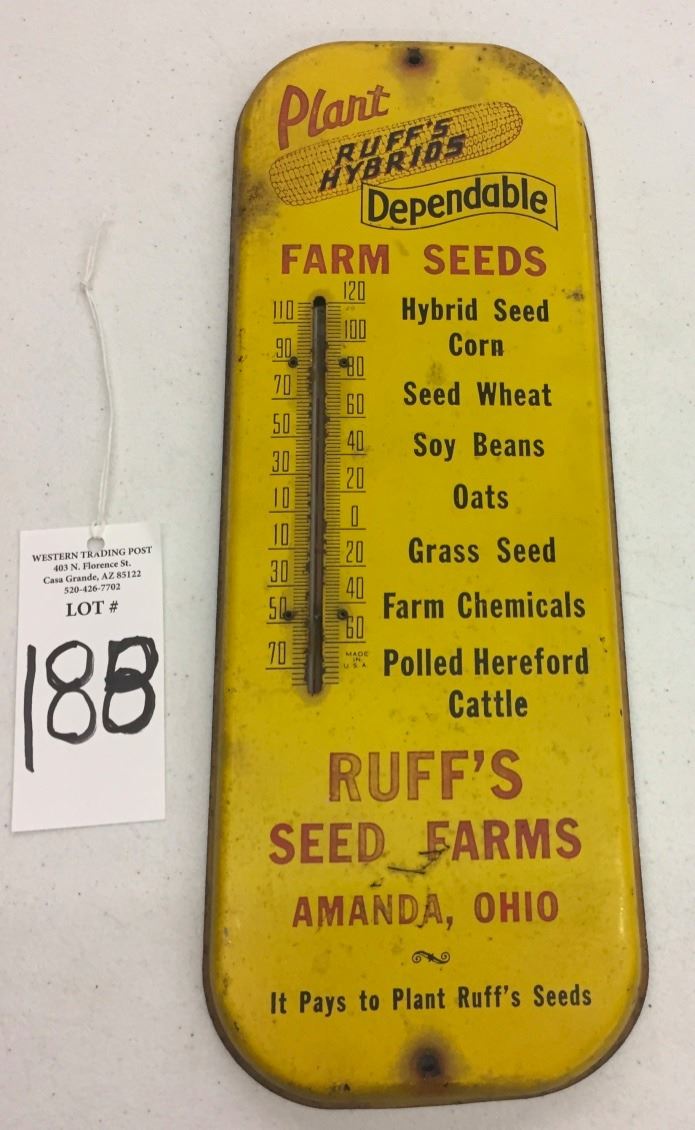 Plant
RUFF'S
HYBRIDS
Dependable
FARM SEEDS
120
110
100
90
80
70
60
50
40
30
20
10
0
10
20
30
40
50
60
70
MADE
IN
U.S.A.
Hybrid Seed
Corn
Seed Wheat
Soy Beans
Oats
Grass Seed
Farm Chemicals
Polled Hereford
Cattle
RUFF'S
SEED FARMS
AMANDA, OHIO
It Pays to Plant Ruff's Seeds
WESTERN TRADING POST
403 N. Florence St.
Casa Grande, AZ 85122
520-426-7702
LOT #
188